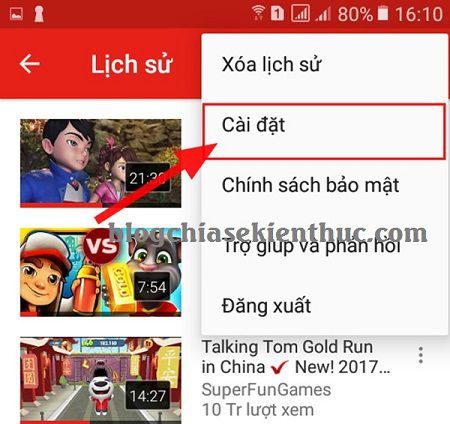 1
80%
16:10
Lịch sử
Xóa lịch sử
Cài đặt
21:38
Chính sách bảo mật
blogchiasekienthuc.com
VS
GOLD
7:54
Trợ giúp và phản hồi
Đăng xuất
Talking Tom Gold Run
in China ✔ New! 2017...
SuperFunGames
10 Tr lượt xem
14:27